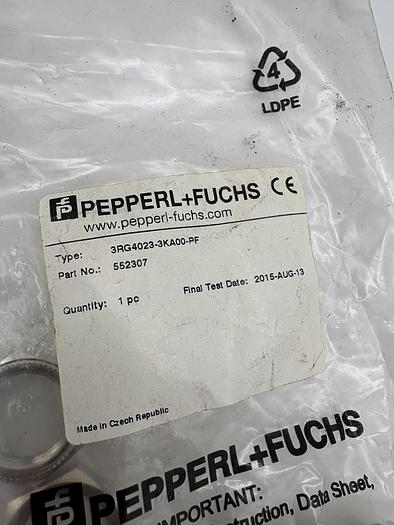 4
LDPE
PEPPERL+FUCHS CE
www.pepperl-fuchs.com
Type: 3RG4023-3KA00-PF
Part No.: 552307
Quantity: 1 pc
Final Test Date: 2015-AUG-13
Made in Czech Republic
PEPPERL+FUCHS
IMPORTANT:
Data Sheet,